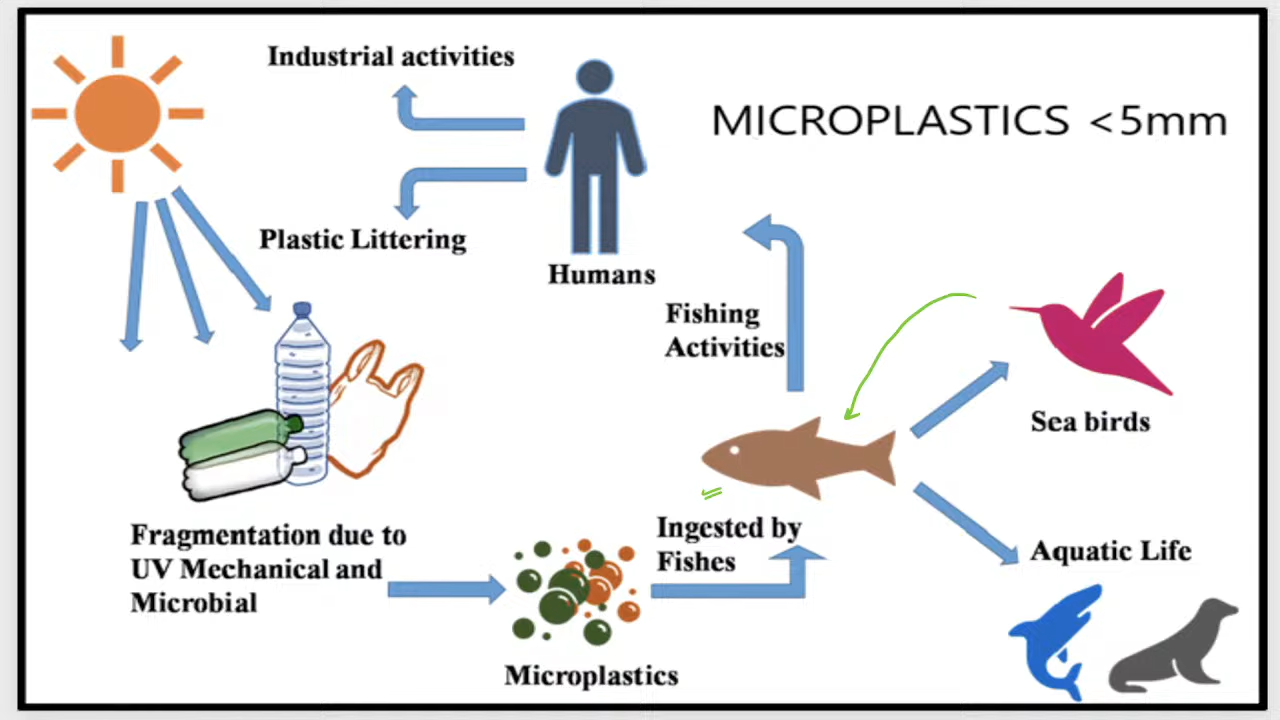 Industrial activities
MICROPLASTICS <5mm
Plastic Littering
Humans
Fishing
Activities
Sea birds
Fragmentation due to
UV Mechanical and
Microbial
Ingested by
Fishes
Aquatic Life
Microplastics